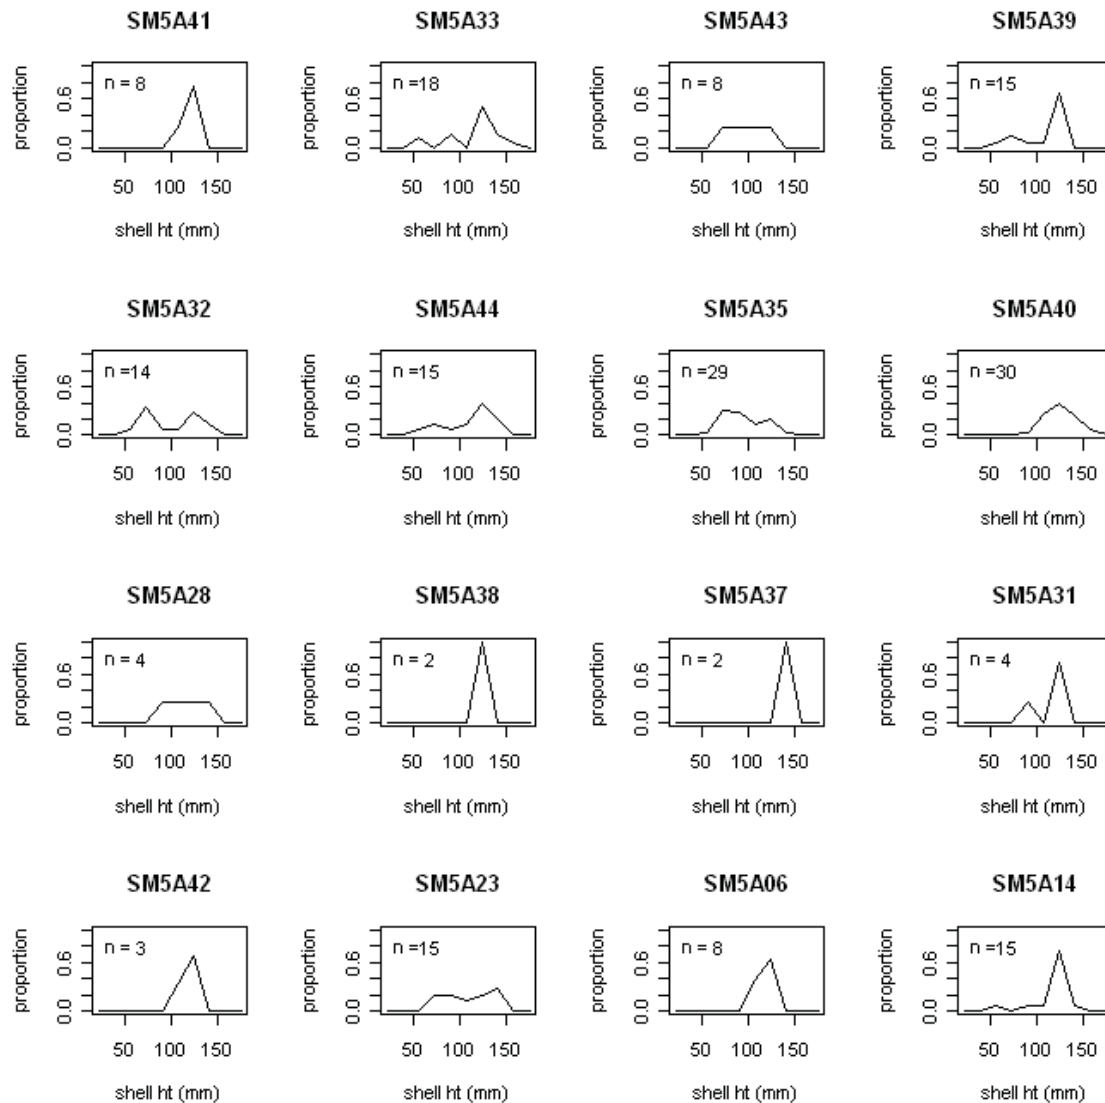 SM5A41 SM5A33 SM5A43 SM5A39
proportion 0.0 0.6 n = 8 proportion 0.0 0.6 n =18 proportion 0.0 0.6 n = 8 proportion 0.0 0.6 n =15
50 100 150 50 100 150 50 100 150 50 100 150
shell ht (mm) shell ht (mm) shell ht (mm) shell ht (mm)
SM5A32 SM5A44 SM5A35 SM5A40
proportion 0.0 0.6 n =14 proportion 0.0 0.6 n =15 proportion 0.0 0.6 n =29 proportion 0.0 0.6 n =30
50 100 150 50 100 150 50 100 150 50 100 150
shell ht (mm) shell ht (mm) shell ht (mm) shell ht (mm)
SM5A28 SM5A38 SM5A37 SM5A31
proportion 0.0 0.6 n = 4 proportion 0.0 0.6 n = 2 proportion 0.0 0.6 n = 2 proportion 0.0 0.6 n = 4
50 100 150 50 100 150 50 100 150 50 100 150
shell ht (mm) shell ht (mm) shell ht (mm) shell ht (mm)
SM5A42 SM5A23 SM5A06 SM5A14
proportion 0.0 0.6 n = 3 proportion 0.0 0.6 n =15 proportion 0.0 0.6 n = 8 proportion 0.0 0.6 n =15
50 100 150 50 100 150 50 100 150 50 100 150
shell ht (mm) shell ht (mm) shell ht (mm) shell ht (mm)